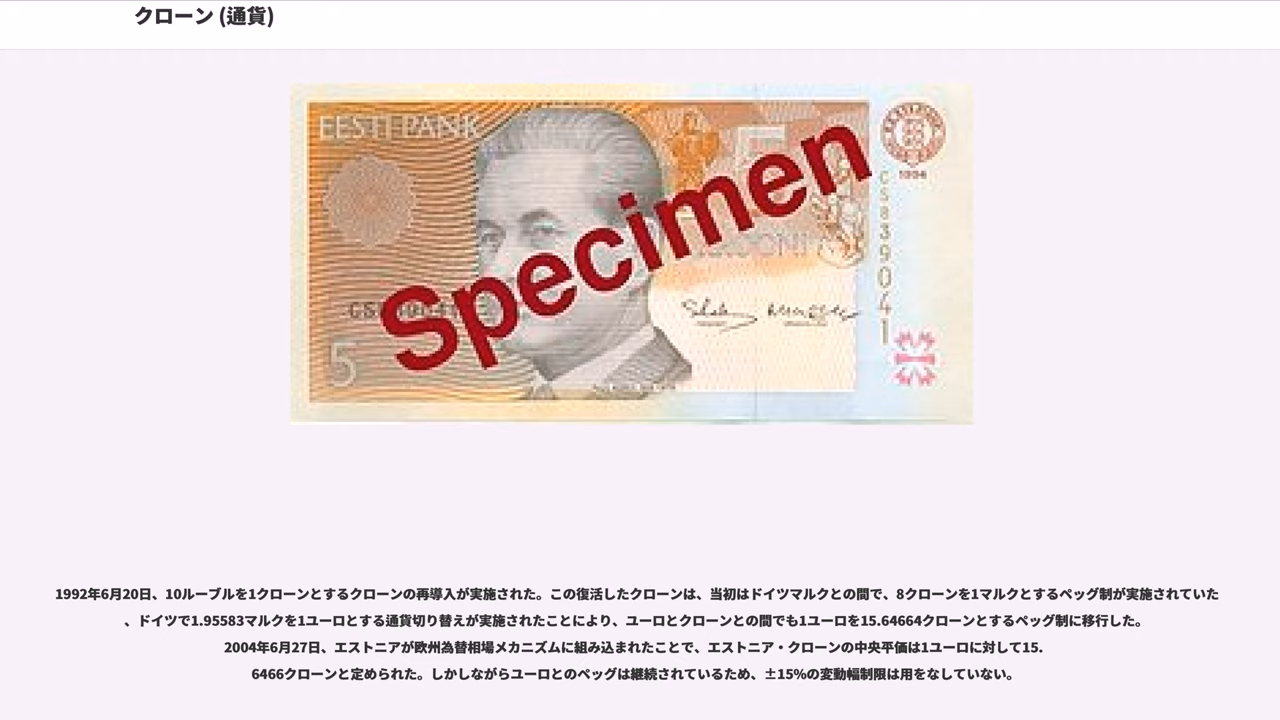 クローン (通貨)
EESTI PANK
1994
CS839041
5
Specimen
1992年6月20日、10ルーブルを1クローンとするクローンの再導入が実施された。この復活したクローンは、当初はドイツマルクとの間で、8クローンを1マルクとするペッグ制が実施されていた
、ドイツで1.95583マルクを1ユーロとする通貨切り替えが実施されたことにより、ユーロとクローンとの間でも1ユーロを15.64664クローンとするペッグ制に移行した。
2004年6月27日、エストニアが欧州為替相場メカニズムに組み込まれたことで、エストニア・クローンの中央平価は1ユーロに対して15.
6466クローンと定められた。しかしながらユーロとのペッグは継続されているため、±15%の変動幅制限は用をなしていない。